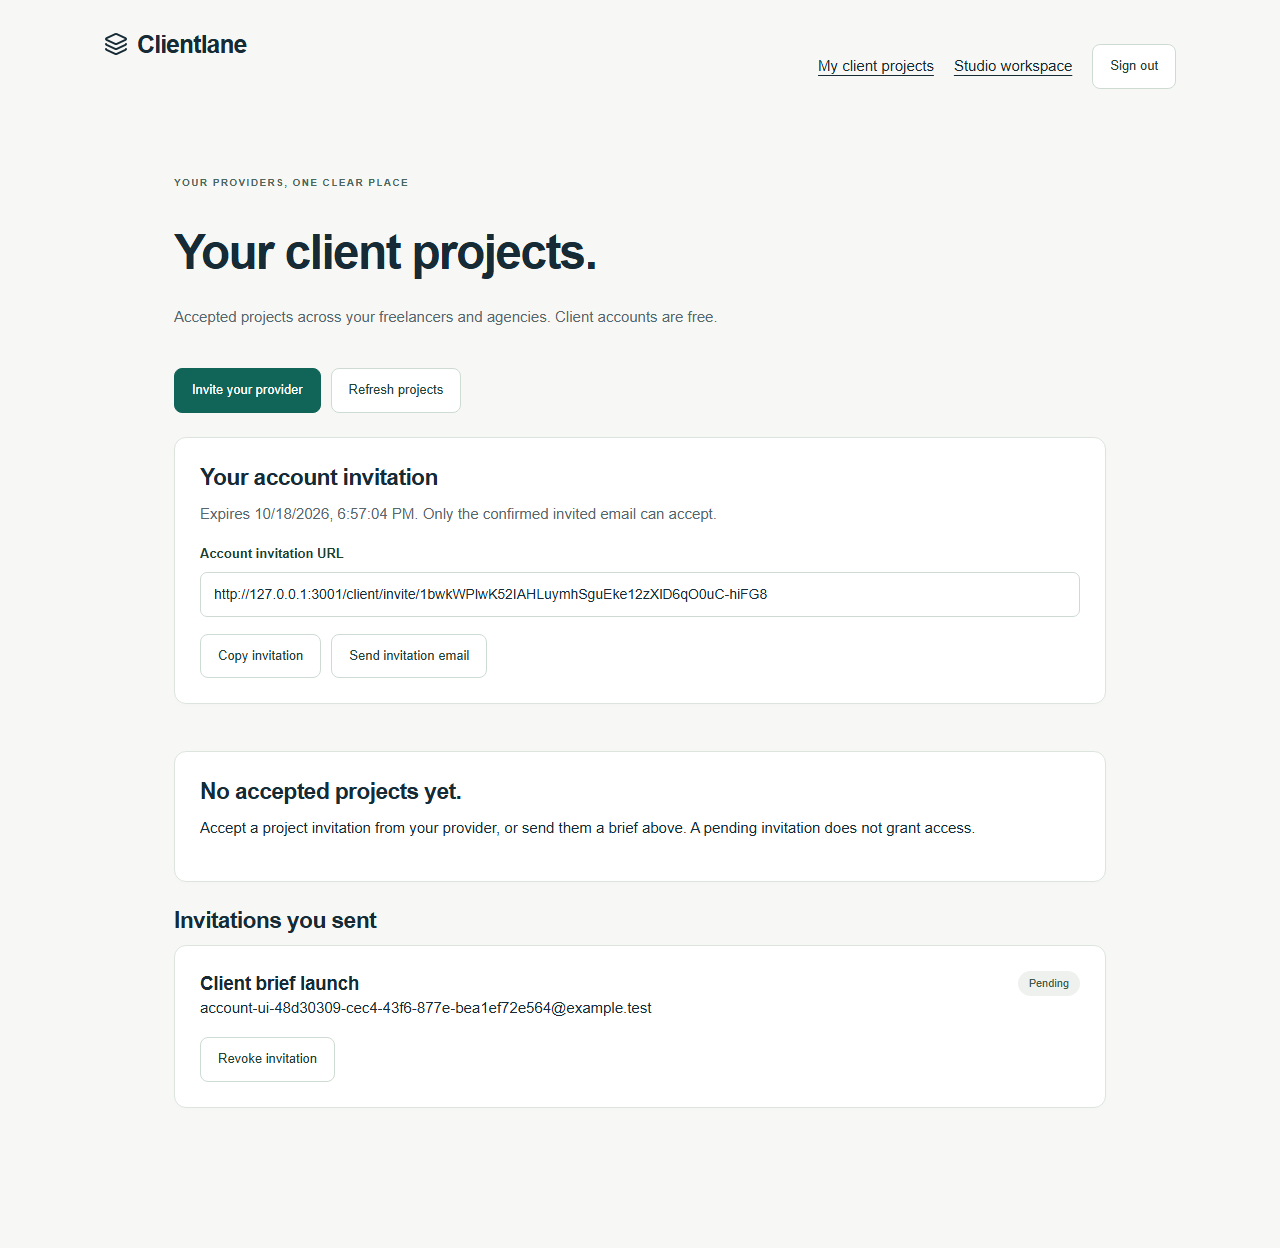 Clientlane
My client projects
Studio workspace
Sign out
YOUR PROVIDERS, ONE CLEAR PLACE
Your client projects.
Accepted projects across your freelancers and agencies. Client accounts are free.
Invite your provider
Refresh projects
Your account invitation
Expires 10/18/2026, 6:57:04 PM. Only the confirmed invited email can accept.
Account invitation URL
http://127.0.0.1:3001/client/invite/1bwkWPlwK52IAHLuymhSguEke12zXlD6qO0uC-hiFG8
Copy invitation
Send invitation email
No accepted projects yet.
Accept a project invitation from your provider, or send them a brief above. A pending invitation does not grant access.
Invitations you sent
Client brief launch
Pending
account-ui-48d30309-cec4-43f6-877e-bea1ef72e564@example.test
Revoke invitation